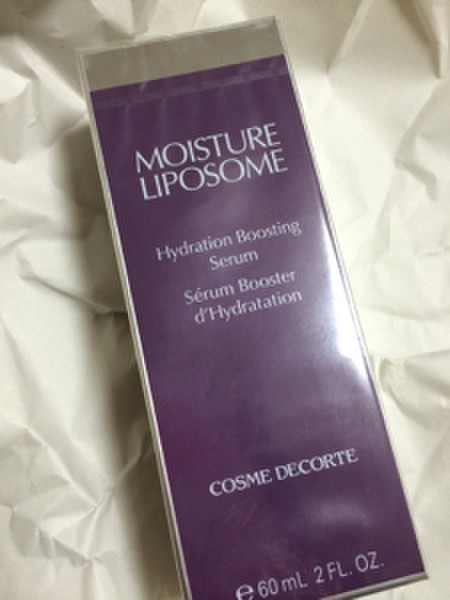 MOISTURE
LIPOSOME
Hydration Boosting
Serum
Sérum Booster
d'Hydratation
COSME DECORTE
℮ 60 mL 2 FL. OZ.